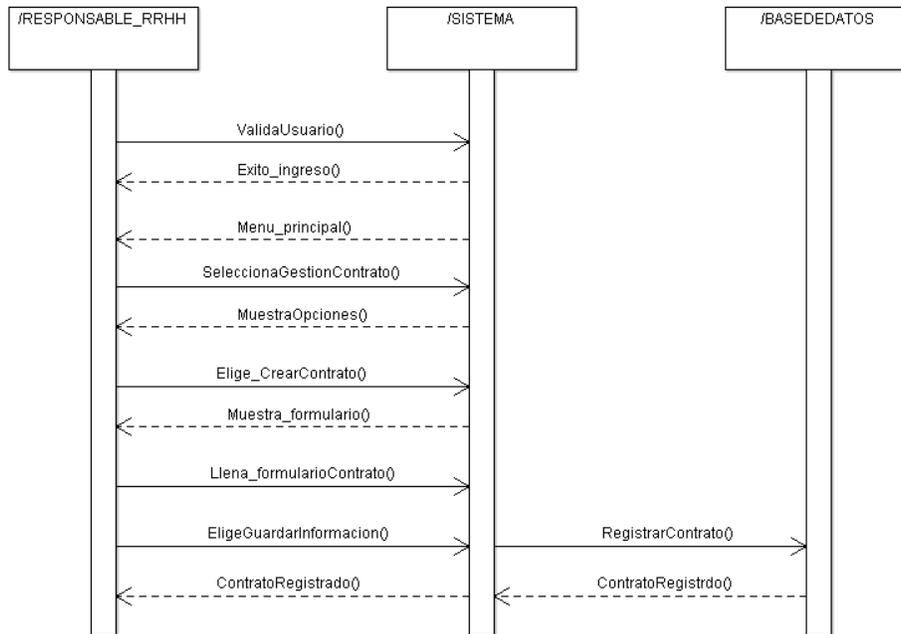 /RESPONSABLE_RRHH
/SISTEMA
/BASEDEDATOS
ValidaUsuario()
Exito_ingreso()
Menu_principal()
SeleccionaGestionContrato()
MuestraOpciones()
Elige_CrearContrato()
Muestra_formulario()
Llena_formularioContrato()
EligeGuardarInformacion()
RegistrarContrato()
ContratoRegistrado()
ContratoRegistrdo()